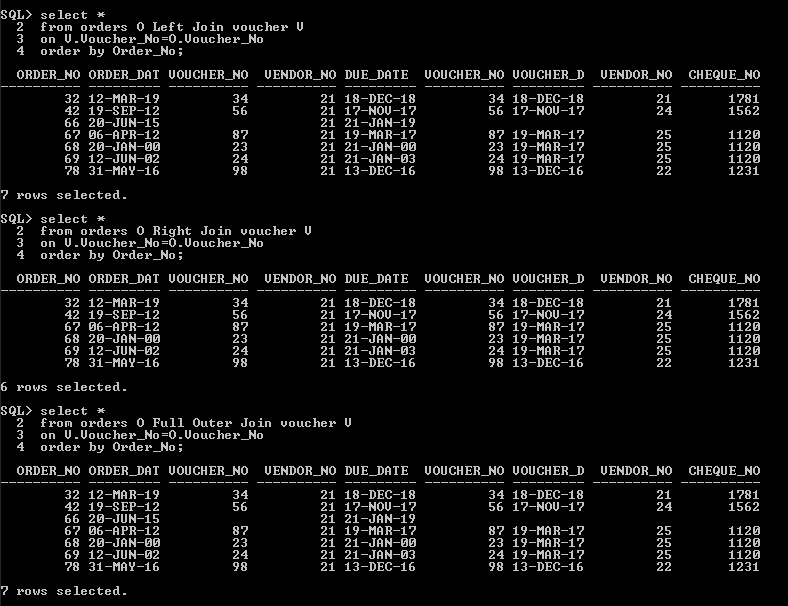 SQL> select *
  2  from orders O Left Join voucher V
  3  on V.Voucher_No=O.Voucher_No
  4  order by Order_No;
  ORDER_NO ORDER_DAT VOUCHER_NO  VENDOR_NO DUE_DATE  VOUCHER_NO VOUCHER_D  VENDOR_NO  CHEQUE_NO
---------- --------- ---------- ---------- --------- ---------- --------- ---------- ----------
        32 12-MAR-19         34         21 18-DEC-18         34 18-DEC-18         21       1781
        42 19-SEP-12         56         21 17-NOV-17         56 17-NOV-17         24       1562
        66 20-JUN-15                    21 21-JAN-19
        67 06-APR-12         87         21 19-MAR-17         87 19-MAR-17         25       1120
        68 20-JAN-00         23         21 21-JAN-00         23 19-MAR-17         25       1120
        69 12-JUN-02         24         21 21-JAN-03         24 19-MAR-17         25       1120
        78 31-MAY-16         98         21 13-DEC-16         98 13-DEC-16         22       1231
7 rows selected.
SQL> select *
  2  from orders O Right Join voucher V
  3  on V.Voucher_No=O.Voucher_No
  4  order by Order_No;
  ORDER_NO ORDER_DAT VOUCHER_NO  VENDOR_NO DUE_DATE  VOUCHER_NO VOUCHER_D  VENDOR_NO  CHEQUE_NO
---------- --------- ---------- ---------- --------- ---------- --------- ---------- ----------
        32 12-MAR-19         34         21 18-DEC-18         34 18-DEC-18         21       1781
        42 19-SEP-12         56         21 17-NOV-17         56 17-NOV-17         24       1562
        67 06-APR-12         87         21 19-MAR-17         87 19-MAR-17         25       1120
        68 20-JAN-00         23         21 21-JAN-00         23 19-MAR-17         25       1120
        69 12-JUN-02         24         21 21-JAN-03         24 19-MAR-17         25       1120
        78 31-MAY-16         98         21 13-DEC-16         98 13-DEC-16         22       1231
6 rows selected.
SQL> select *
  2  from orders O Full Outer Join voucher V
  3  on V.Voucher_No=O.Voucher_No
  4  order by Order_No;
  ORDER_NO ORDER_DAT VOUCHER_NO  VENDOR_NO DUE_DATE  VOUCHER_NO VOUCHER_D  VENDOR_NO  CHEQUE_NO
---------- --------- ---------- ---------- --------- ---------- --------- ---------- ----------
        32 12-MAR-19         34         21 18-DEC-18         34 18-DEC-18         21       1781
        42 19-SEP-12         56         21 17-NOV-17         56 17-NOV-17         24       1562
        66 20-JUN-15                    21 21-JAN-19
        67 06-APR-12         87         21 19-MAR-17         87 19-MAR-17         25       1120
        68 20-JAN-00         23         21 21-JAN-00         23 19-MAR-17         25       1120
        69 12-JUN-02         24         21 21-JAN-03         24 19-MAR-17         25       1120
        78 31-MAY-16         98         21 13-DEC-16         98 13-DEC-16         22       1231
7 rows selected.